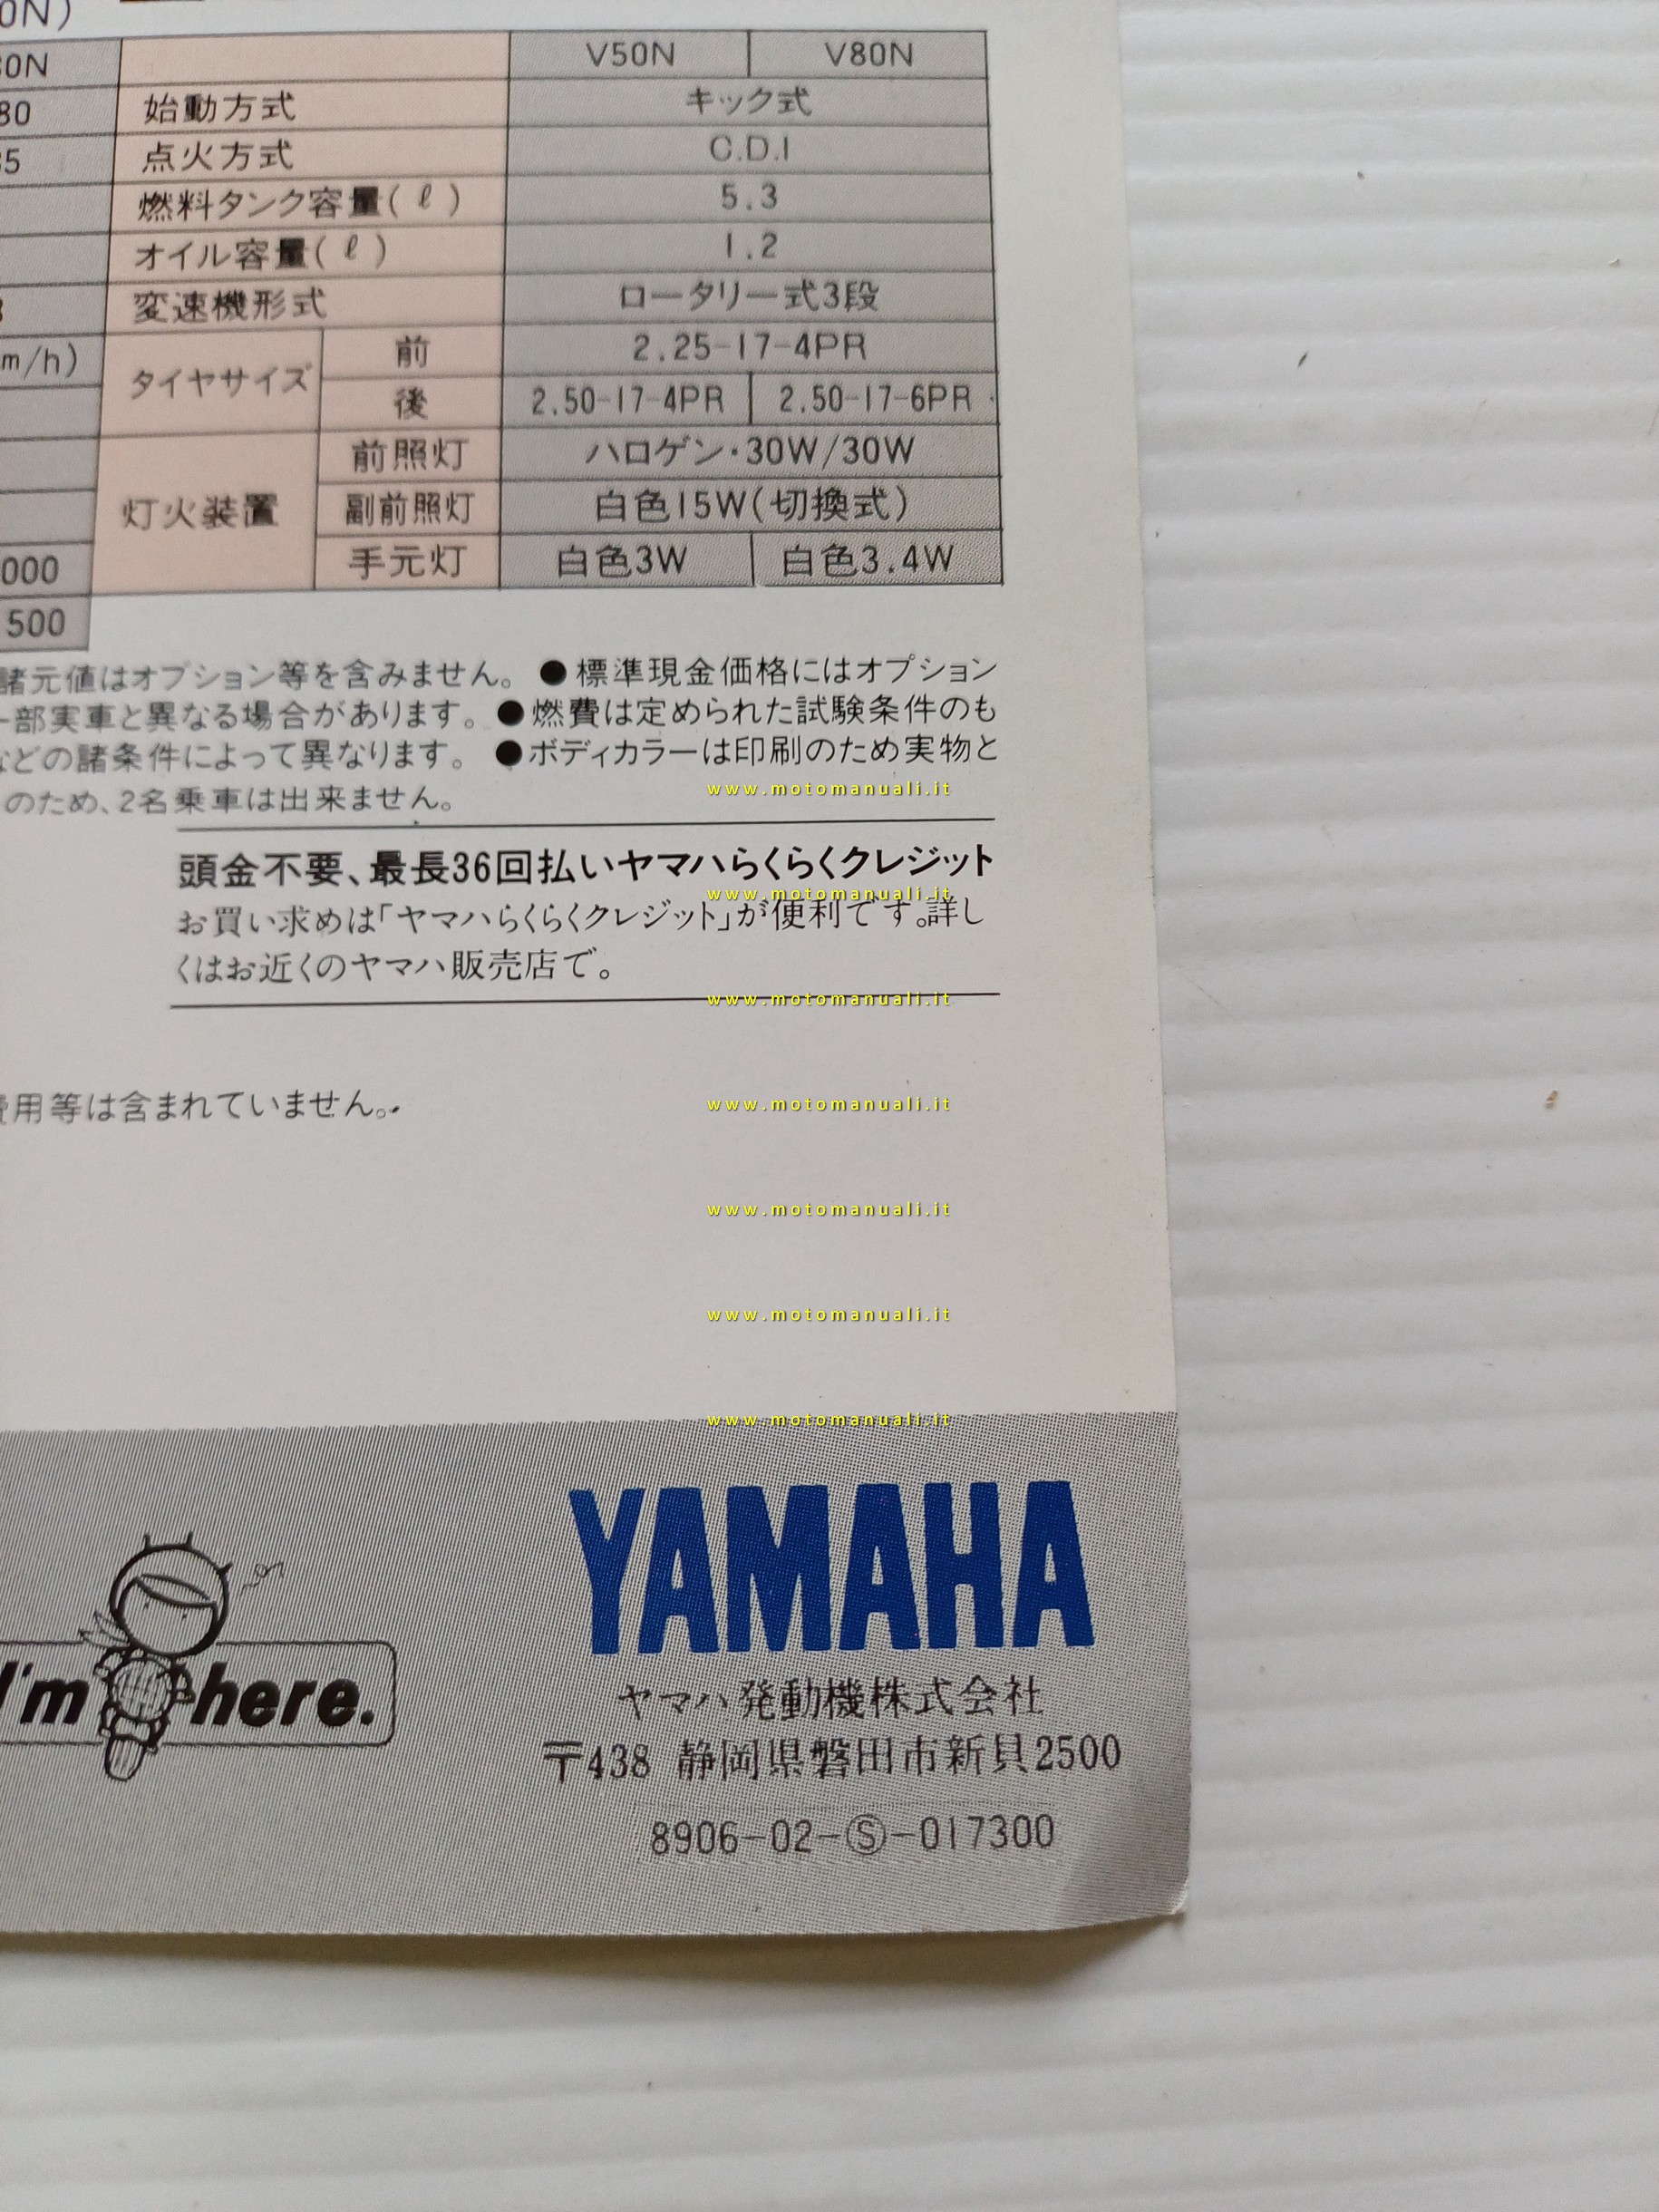 0N)
V50N V80N
始動方式 キック式
80 点火方式 C.D.I
燃料タンク容量(ℓ) 5.3
オイル容量(ℓ) 1.2
変速機形式 ロータリー式3段
m/h) タイヤサイズ 前 2.25-17-4PR
後 2.50-17-4PR 2.50-17-6PR
灯火装置 前照灯 ハロゲン・30W/30W
副前照灯 白色15W(切換式)
000 手元灯 白色3W 白色3.4W
500
諸元値はオプション等を含みません。 ●標準現金価格にはオプション
一部実車と異なる場合があります。●燃費は定められた試験条件のも
などの諸条件によって異なります。 ●ボディカラーは印刷のため実物と
のため、2名乗車は出来ません。
www.motomanuali.it
頭金不要、最長36回払いヤマハらくらくクレジット
www.motomanuali.it
お買い求めは「ヤマハらくらくクレジット」が便利です。詳し
くはお近くのヤマハ販売店で。
www.motomanuali.it
費用等は含まれていません。
www.motomanuali.it
www.motomanuali.it
www.motomanuali.it
www.motomanuali.it
YAMAHA
I'm here.
ヤマハ発動機株式会社
〒438 静岡県磐田市新貝2500
8906-02-Ⓢ-017300